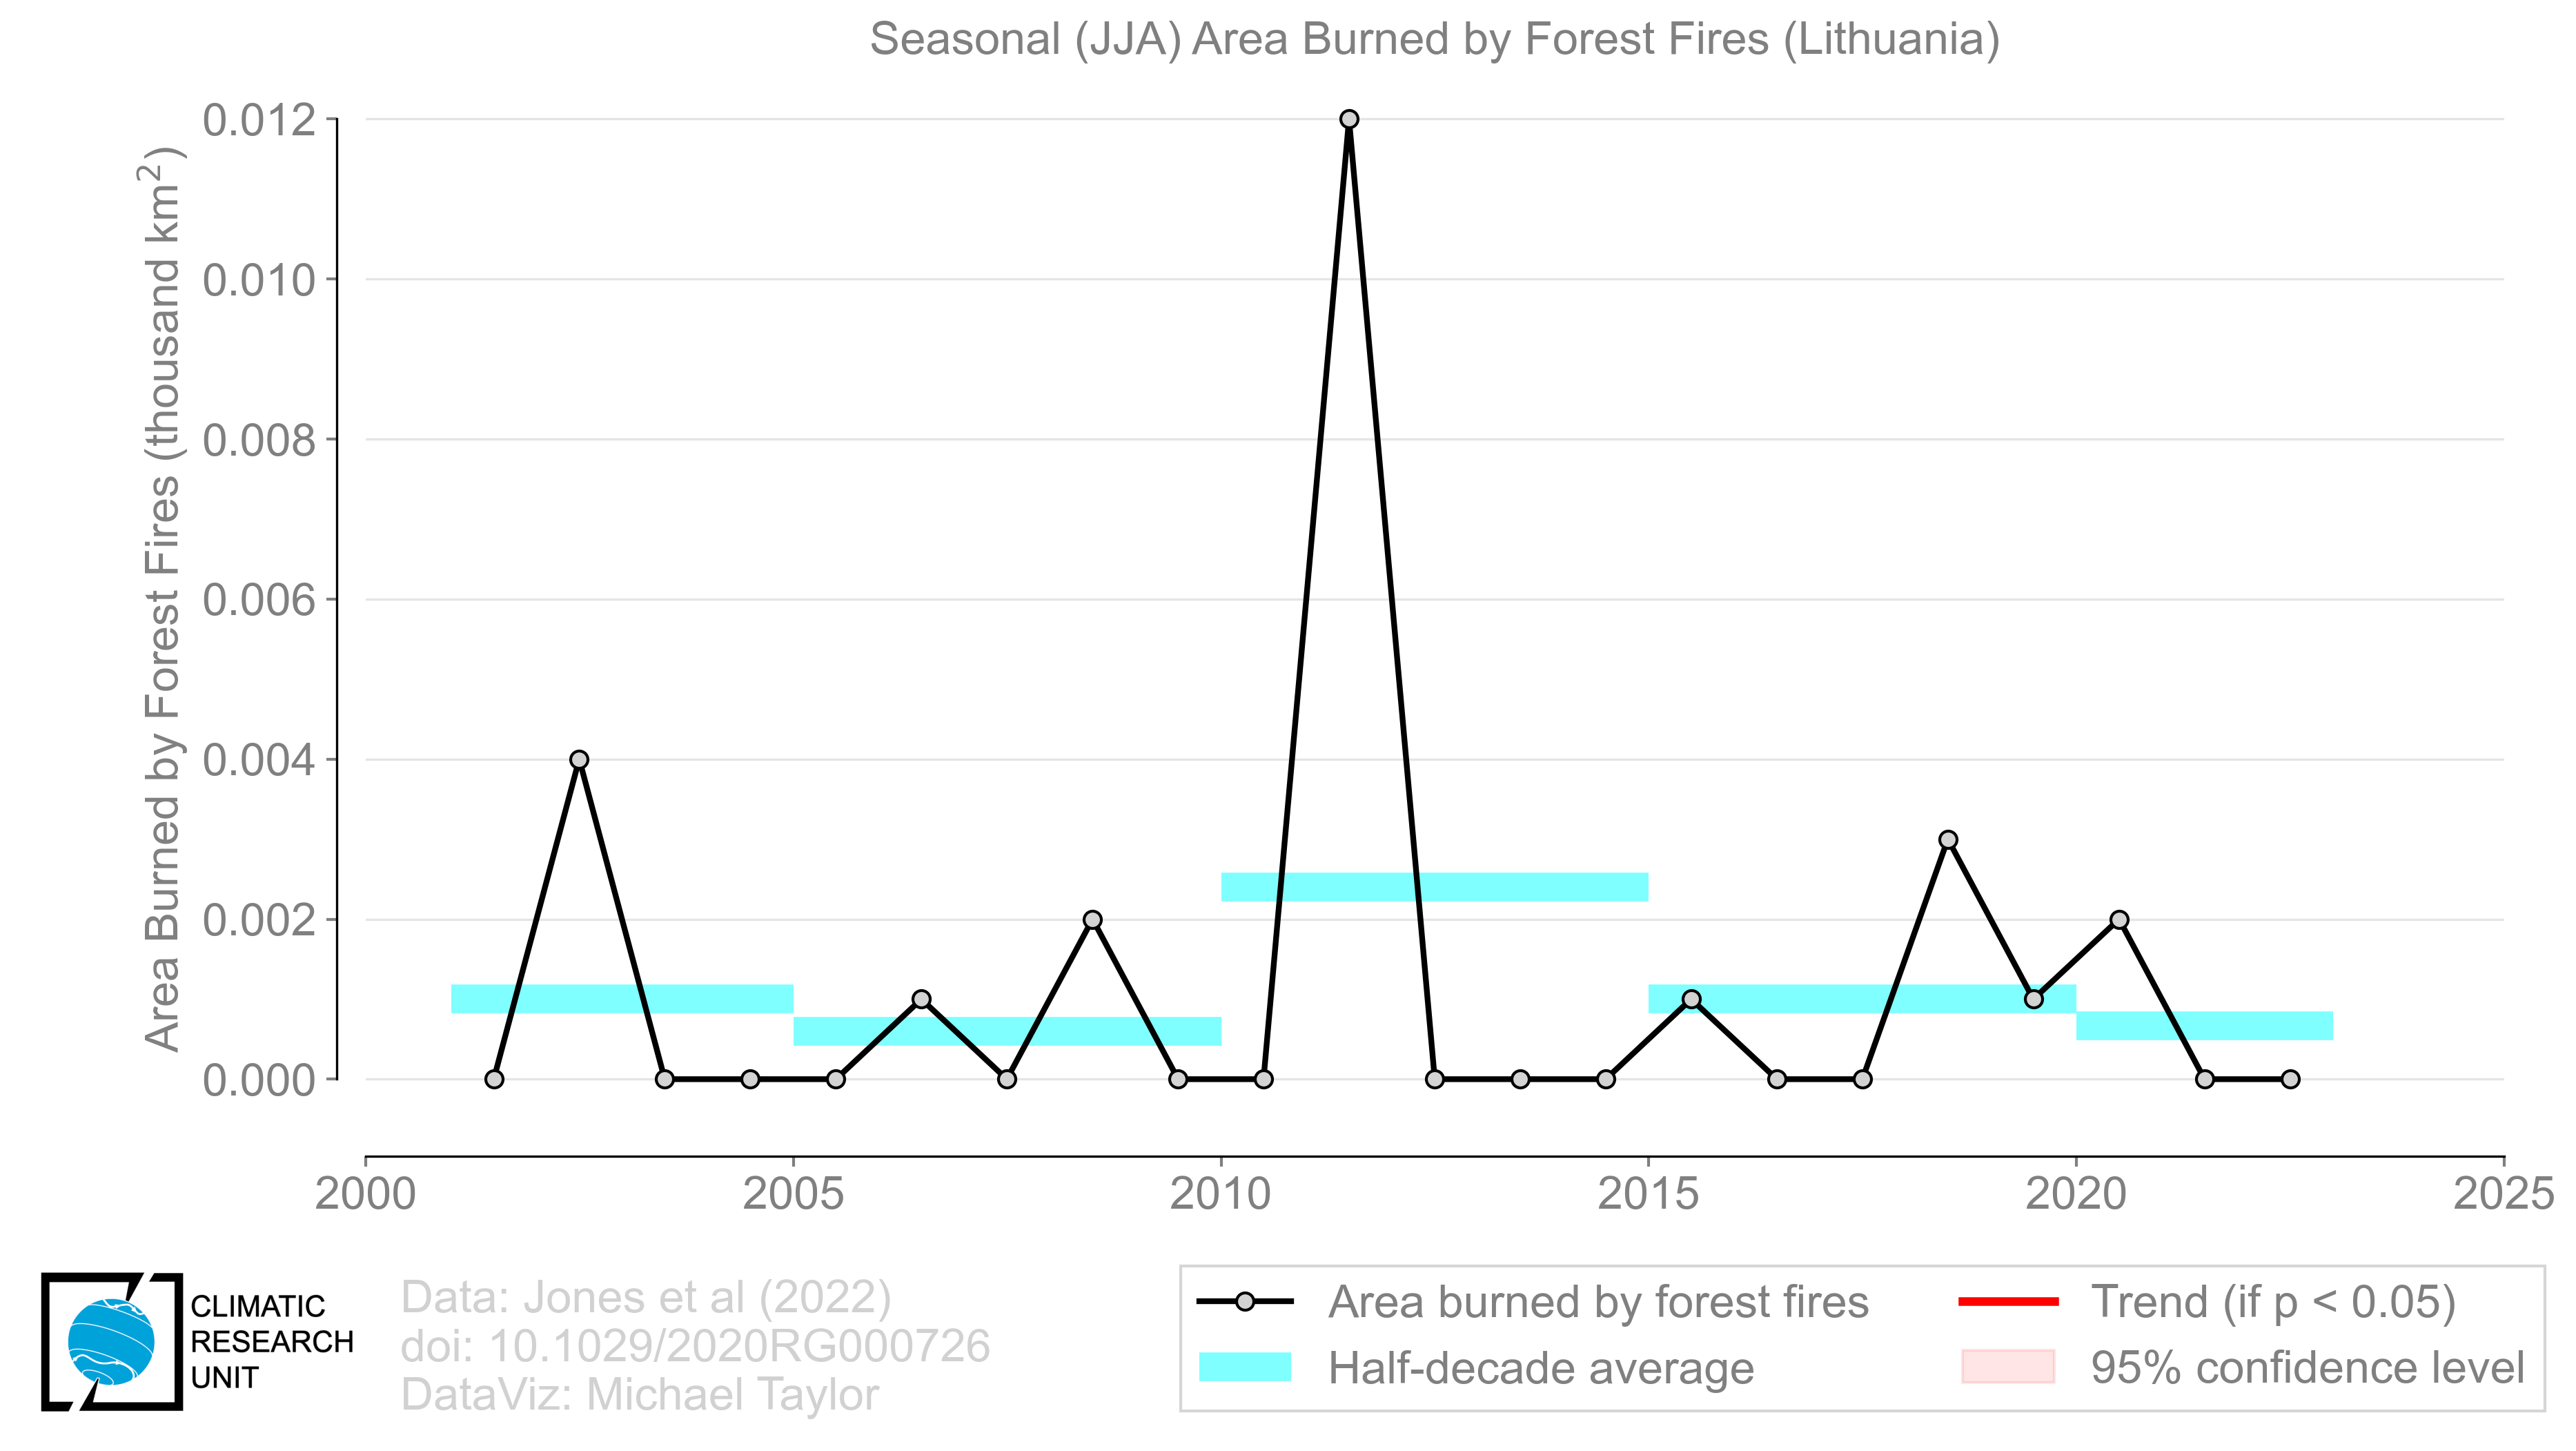 Seasonal (JJA) Area Burned by Forest Fires (Lithuania)
Area Burned by Forest Fires (thousand km²)
0.012
0.010
0.008
0.006
0.004
0.002
0.000
2000 2005 2010 2015 2020 2025
CLIMATIC
RESEARCH
UNIT
Data: Jones et al (2022)
doi: 10.1029/2020RG000726
DataViz: Michael Taylor
Area burned by forest fires
Half-decade average
Trend (if p < 0.05)
95% confidence level